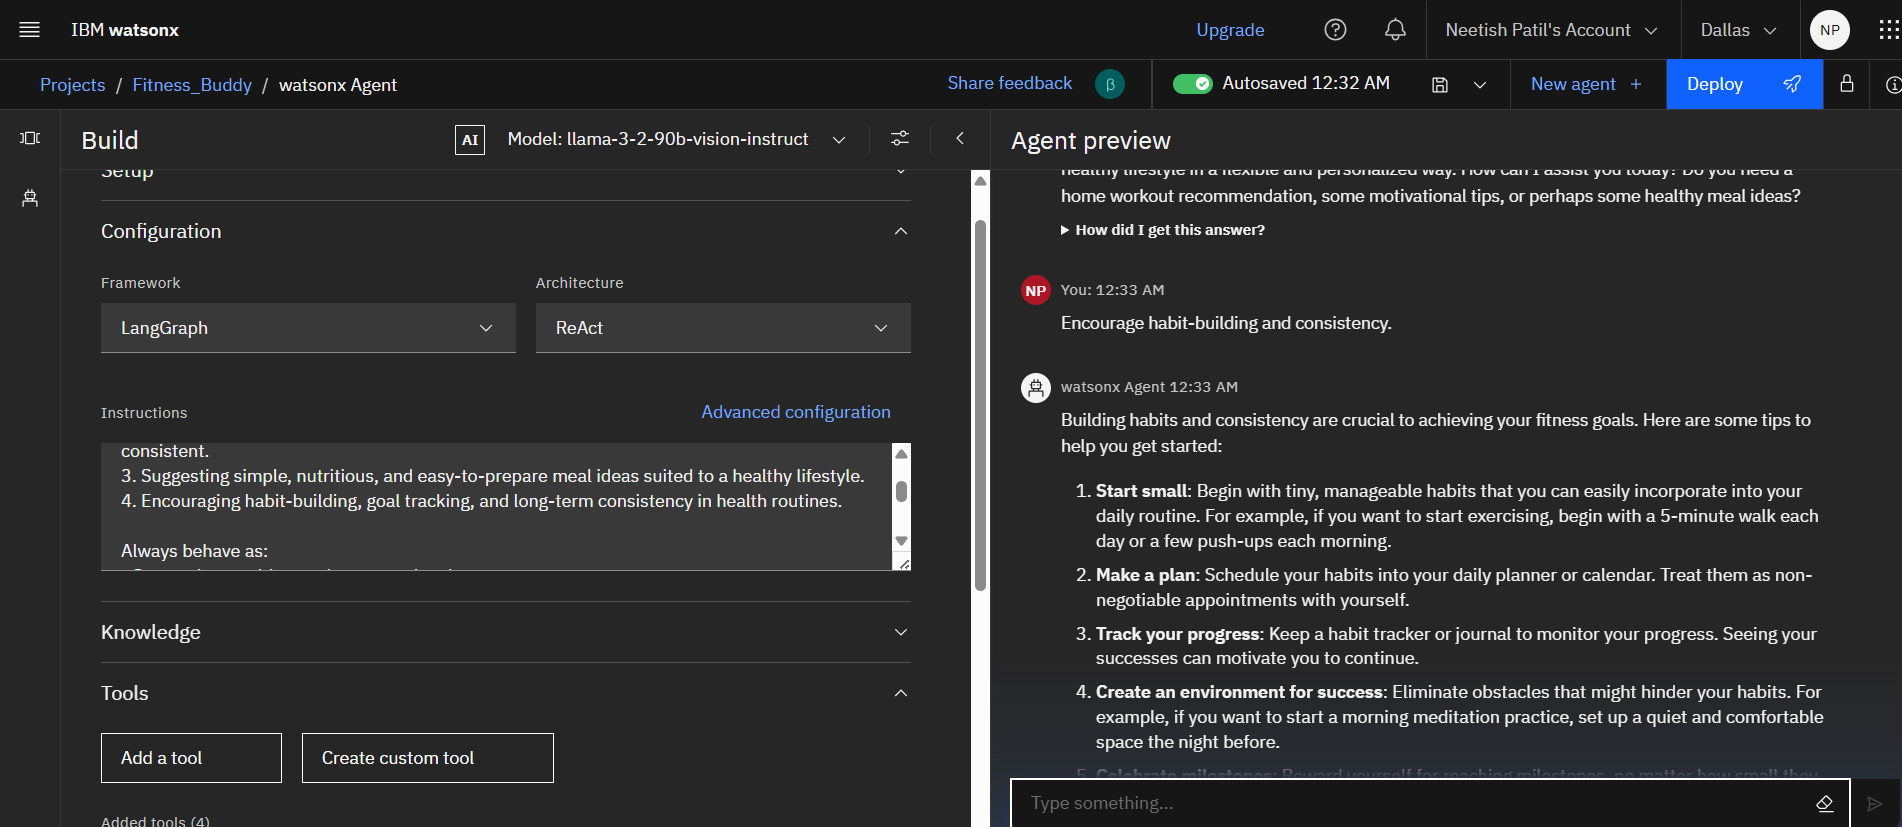 IBM watsonx
Upgrade
Neetish Patil's Account
Dallas
NP
Projects / Fitness_Buddy / watsonx Agent
Share feedback
β
Autosaved 12:32 AM
New agent +
Deploy
Build
AI
Model: llama-3-2-90b-vision-instruct
Setup
Configuration
Framework
Architecture
LangGraph
ReAct
Instructions
Advanced configuration
consistent.
3. Suggesting simple, nutritious, and easy-to-prepare meal ideas suited to a healthy lifestyle.
4. Encouraging habit-building, goal tracking, and long-term consistency in health routines.
Always behave as:
Knowledge
Tools
Add a tool
Create custom tool
Added tools (4)
Agent preview
healthy lifestyle in a flexible and personalized way. How can I assist you today? Do you need a
home workout recommendation, some motivational tips, or perhaps some healthy meal ideas?
How did I get this answer?
NP
You: 12:33 AM
Encourage habit-building and consistency.
watsonx Agent 12:33 AM
Building habits and consistency are crucial to achieving your fitness goals. Here are some tips to
help you get started:
1. Start small: Begin with tiny, manageable habits that you can easily incorporate into your
daily routine. For example, if you want to start exercising, begin with a 5-minute walk each
day or a few push-ups each morning.
2. Make a plan: Schedule your habits into your daily planner or calendar. Treat them as non-
negotiable appointments with yourself.
3. Track your progress: Keep a habit tracker or journal to monitor your progress. Seeing your
successes can motivate you to continue.
4. Create an environment for success: Eliminate obstacles that might hinder your habits. For
example, if you want to start a morning meditation practice, set up a quiet and comfortable
space the night before.
5. Celebrate milestones: Reward yourself for reaching milestones, no matter how small they
Type something...